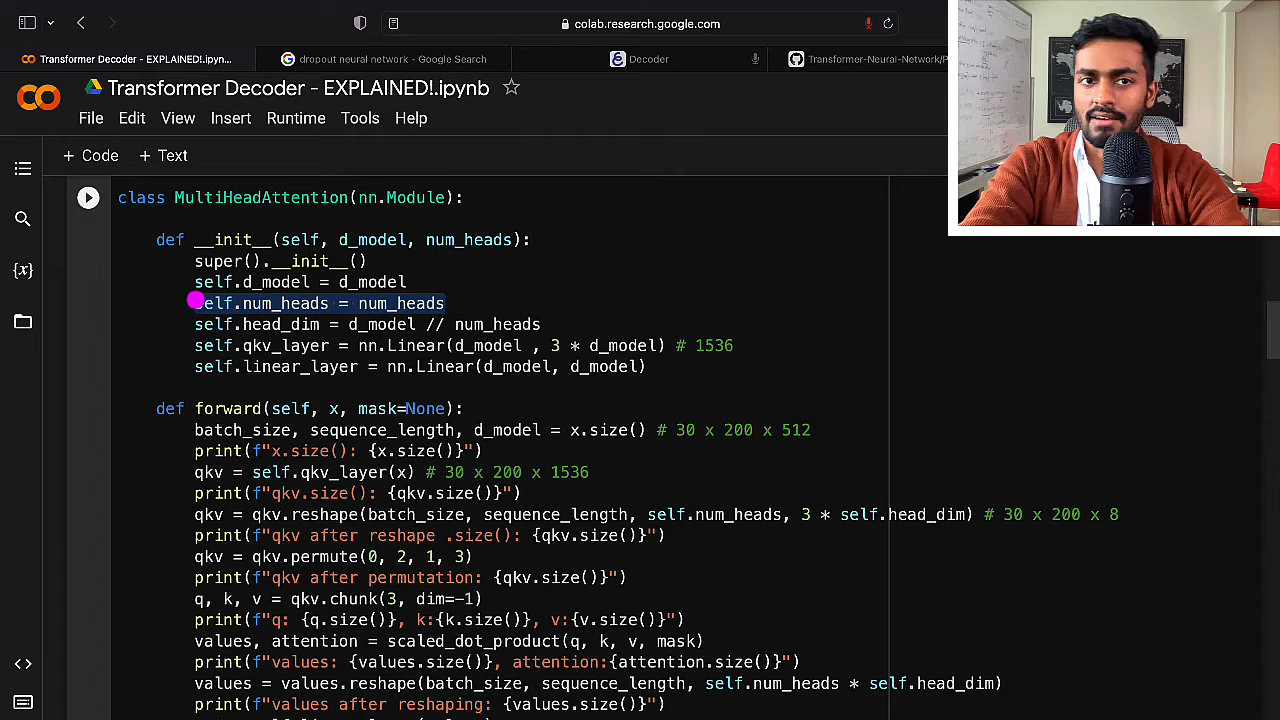 colab.research.google.com
Transformer Decoder - EXPLAINED!.ipyn...
dropout neural network - Google Search
Decoder
Transformer-Neural-Network/P
Transformer Decoder - EXPLAINED!.ipynb
File Edit View Insert Runtime Tools Help
+ Code + Text
class MultiHeadAttention(nn.Module):
def __init__(self, d_model, num_heads):
super().__init__()
self.d_model = d_model
self.num_heads = num_heads
self.head_dim = d_model // num_heads
self.qkv_layer = nn.Linear(d_model , 3 * d_model) # 1536
self.linear_layer = nn.Linear(d_model, d_model)
def forward(self, x, mask=None):
batch_size, sequence_length, d_model = x.size() # 30 x 200 x 512
print(f"x.size(): {x.size()}")
qkv = self.qkv_layer(x) # 30 x 200 x 1536
print(f"qkv.size(): {qkv.size()}")
qkv = qkv.reshape(batch_size, sequence_length, self.num_heads, 3 * self.head_dim) # 30 x 200 x 8
print(f"qkv after reshape .size(): {qkv.size()}")
qkv = qkv.permute(0, 2, 1, 3)
print(f"qkv after permutation: {qkv.size()}")
q, k, v = qkv.chunk(3, dim=-1)
print(f"q: {q.size()}, k:{k.size()}, v:{v.size()}")
values, attention = scaled_dot_product(q, k, v, mask)
print(f"values: {values.size()}, attention:{attention.size()}")
values = values.reshape(batch_size, sequence_length, self.num_heads * self.head_dim)
print(f"values after reshaping: {values.size()}")